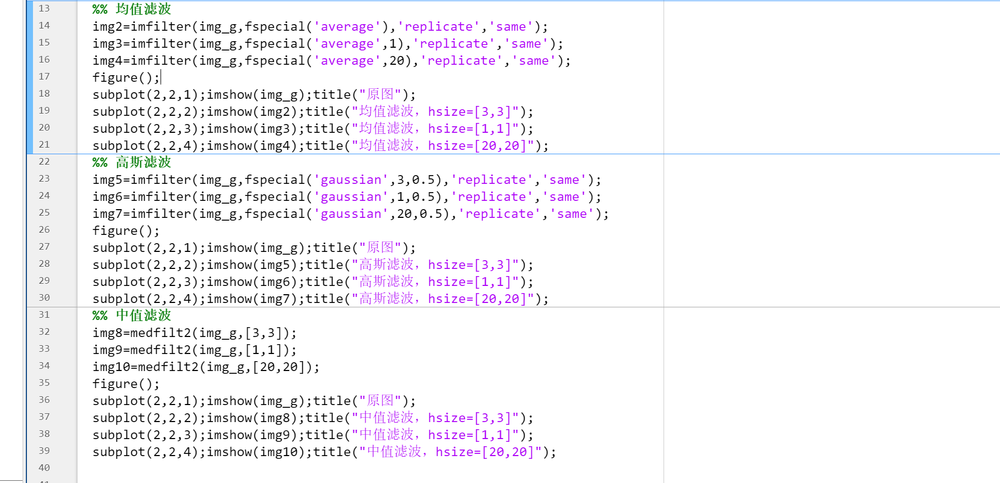 13 %% 均值滤波
14 img2=imfilter(img_g,fspecial('average'),'replicate','same');
15 img3=imfilter(img_g,fspecial('average',1),'replicate','same');
16 img4=imfilter(img_g,fspecial('average',20),'replicate','same');
17 figure();
18 subplot(2,2,1);imshow(img_g);title("原图");
19 subplot(2,2,2);imshow(img2);title("均值滤波，hsize=[3,3]");
20 subplot(2,2,3);imshow(img3);title("均值滤波，hsize=[1,1]");
21 subplot(2,2,4);imshow(img4);title("均值滤波，hsize=[20,20]");
22 %% 高斯滤波
23 img5=imfilter(img_g,fspecial('gaussian',3,0.5),'replicate','same');
24 img6=imfilter(img_g,fspecial('gaussian',1,0.5),'replicate','same');
25 img7=imfilter(img_g,fspecial('gaussian',20,0.5),'replicate','same');
26 figure();
27 subplot(2,2,1);imshow(img_g);title("原图");
28 subplot(2,2,2);imshow(img5);title("高斯滤波，hsize=[3,3]");
29 subplot(2,2,3);imshow(img6);title("高斯滤波，hsize=[1,1]");
30 subplot(2,2,4);imshow(img7);title("高斯滤波，hsize=[20,20]");
31 %% 中值滤波
32 img8=medfilt2(img_g,[3,3]);
33 img9=medfilt2(img_g,[1,1]);
34 img10=medfilt2(img_g,[20,20]);
35 figure();
36 subplot(2,2,1);imshow(img_g);title("原图");
37 subplot(2,2,2);imshow(img8);title("中值滤波，hsize=[3,3]");
38 subplot(2,2,3);imshow(img9);title("中值滤波，hsize=[1,1]");
39 subplot(2,2,4);imshow(img10);title("中值滤波，hsize=[20,20]");
40